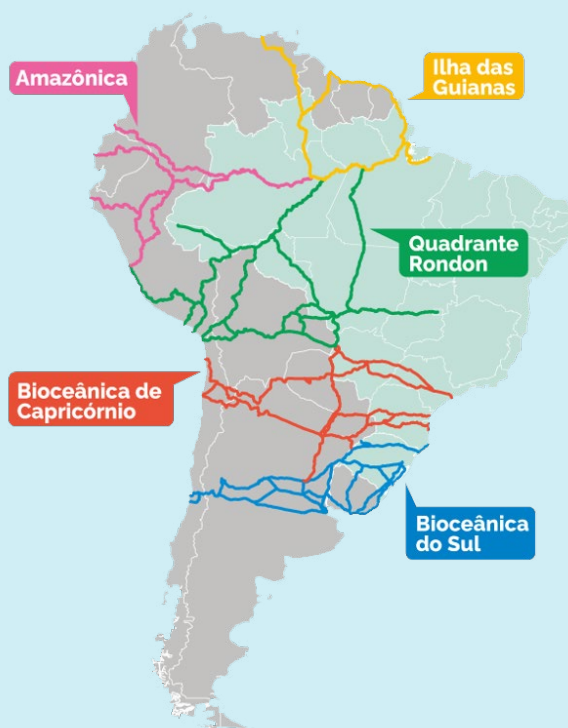 Amazônica
Ilha das
Guianas
Quadrante
Rondon
Bioceânica de
Capricórnio
Bioceânica
do Sul